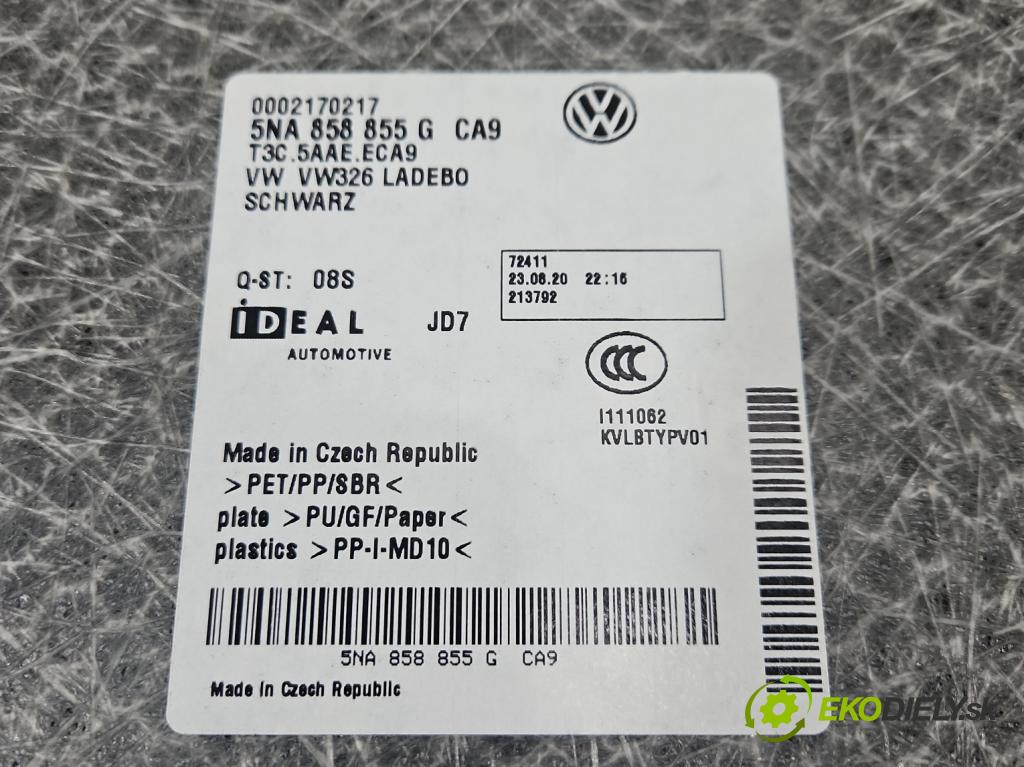 0002170217
5NA 858 855 G CA9
T3C.5AAE.ECA9
VW VW326 LADEBO
SCHWARZ
Q-ST: 08S
72411
23.08.20 22:16
213792
iDEAL
AUTOMOTIVE
JD7
CCC
I111062
KVLBTYPV01
Made in Czech Republic
>PET/PP/SBR<
plate >PU/GF/Paper<
plastics >PP-I-MD10<
5NA 858 855 G CA9
Made in Czech Republic
EKODIELY.sk